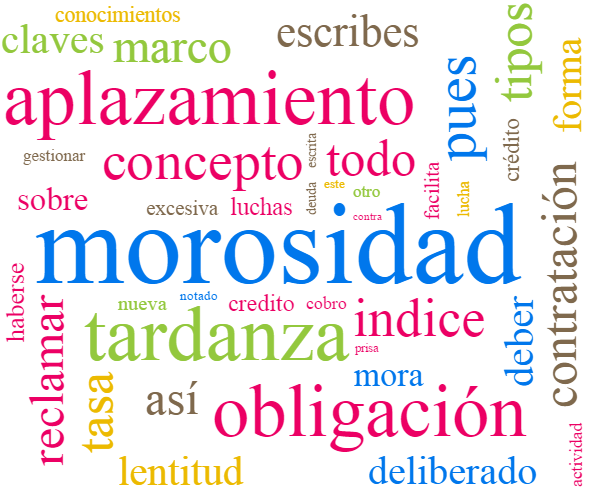 conocimientos
claves
marco
escribes
tipos
forma
aplazamiento
pues
gestionar
concepto
todo
escrita
crédito
sobre
excesiva
luchas
deuda
este
otro
contra
facilita
lucha
morosidad
contratación
haberse
nueva
notado
credito
cobro
indice
deber
reclamar
tardanza
prisa
mora
tasa
así
obligación
actividad
lentitud
deliberado